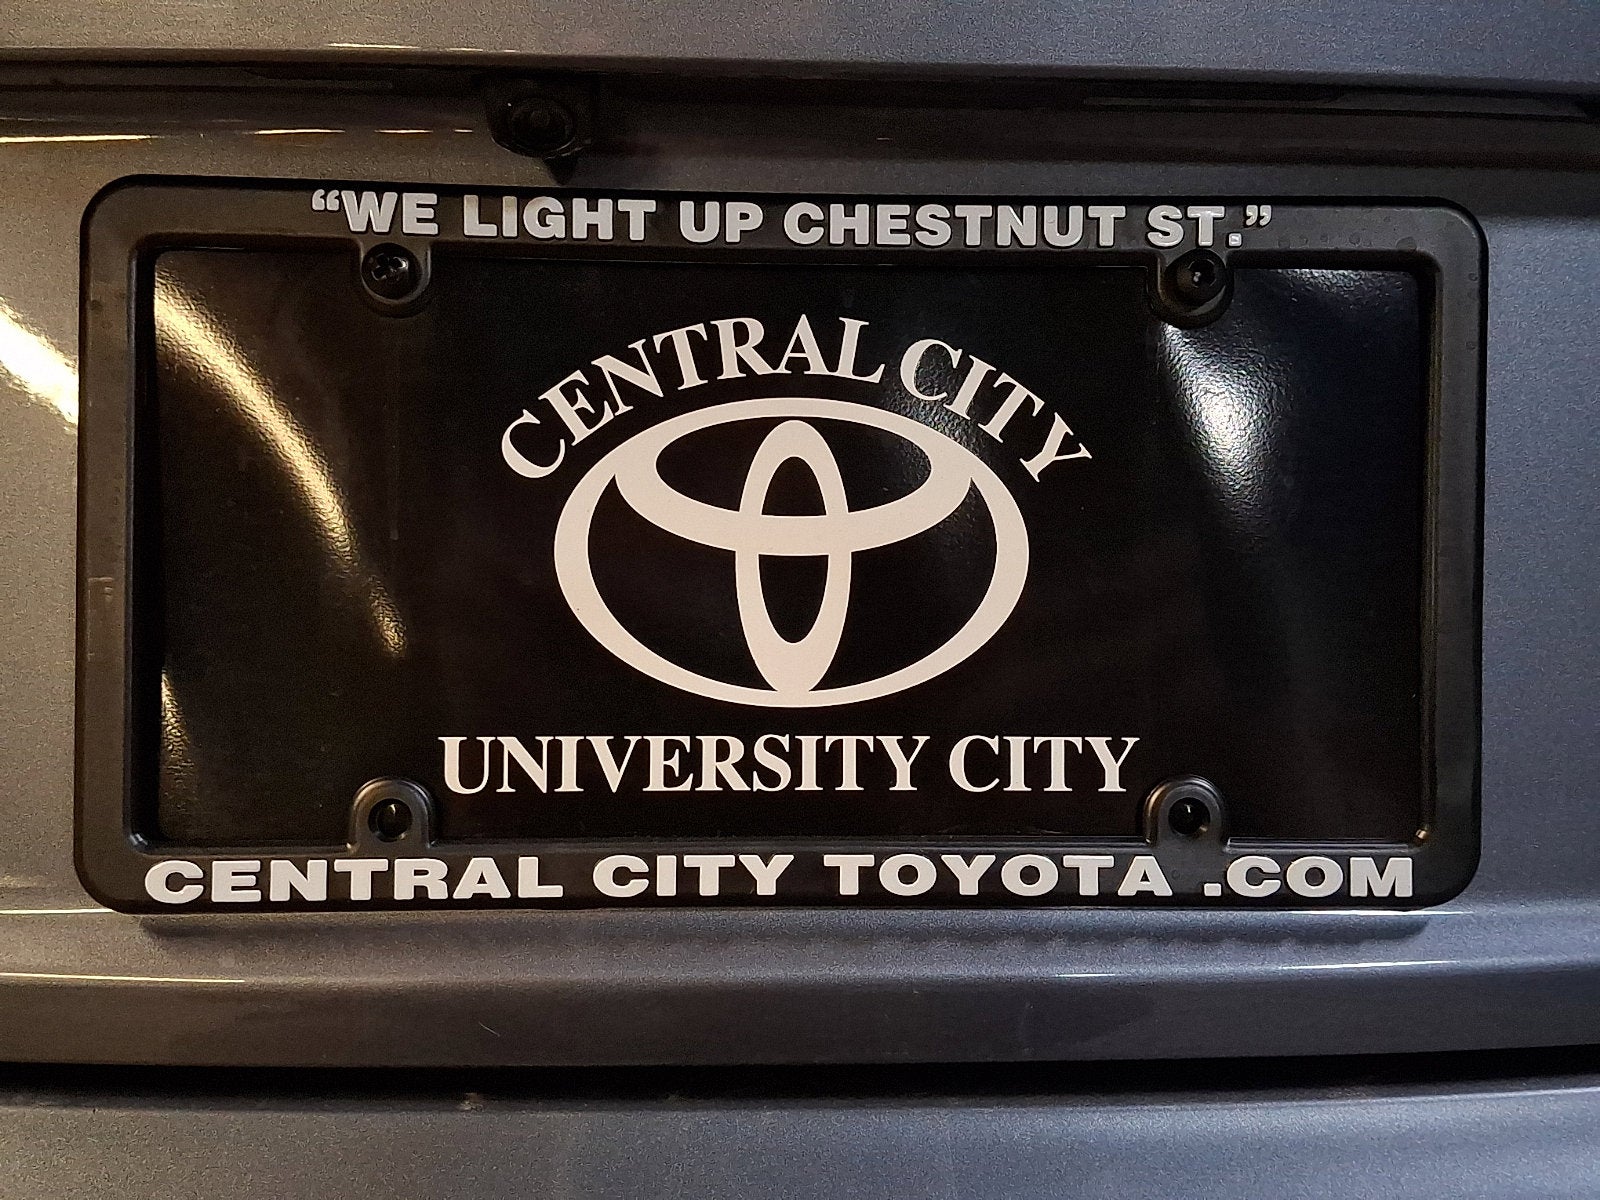 “WE LIGHT UP CHESTNUT ST.”
CENTRAL CITY
UNIVERSITY CITY
CENTRAL CITY TOYOTA .COM